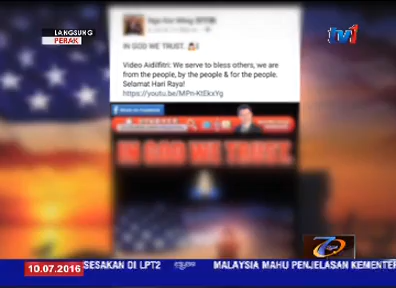 LANGSUNG
PERAK
tv1
IN GOD WE TRUST.
Video Aidilfitri: We serve to bless others, we are
from the people, by the people & for the people.
Selamat Hari Raya!
https://youtu.be/MPn-KtEkxYg
IN GOD WE TRUST.
7
10.07.2016 SESAKAN DI LPT2 MALAYSIA MAHU PENJELASAN KEMENTER